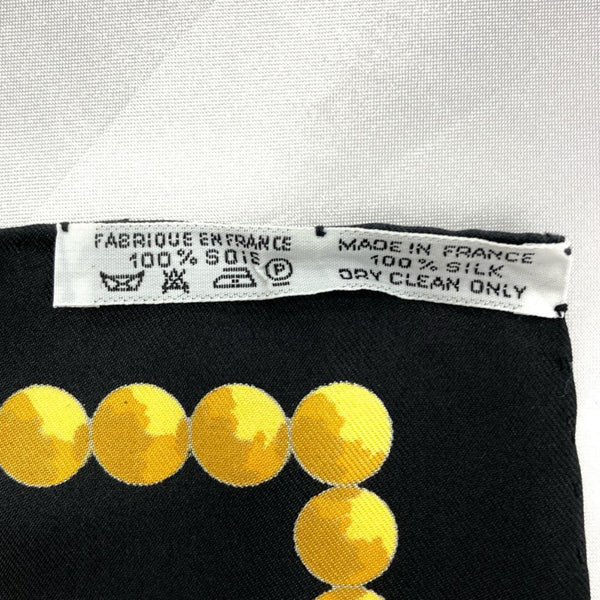 FABRIQUE EN FRANCE
100% SOIE
P
MADE IN FRANCE
100% SILK
DRY CLEAN ONLY